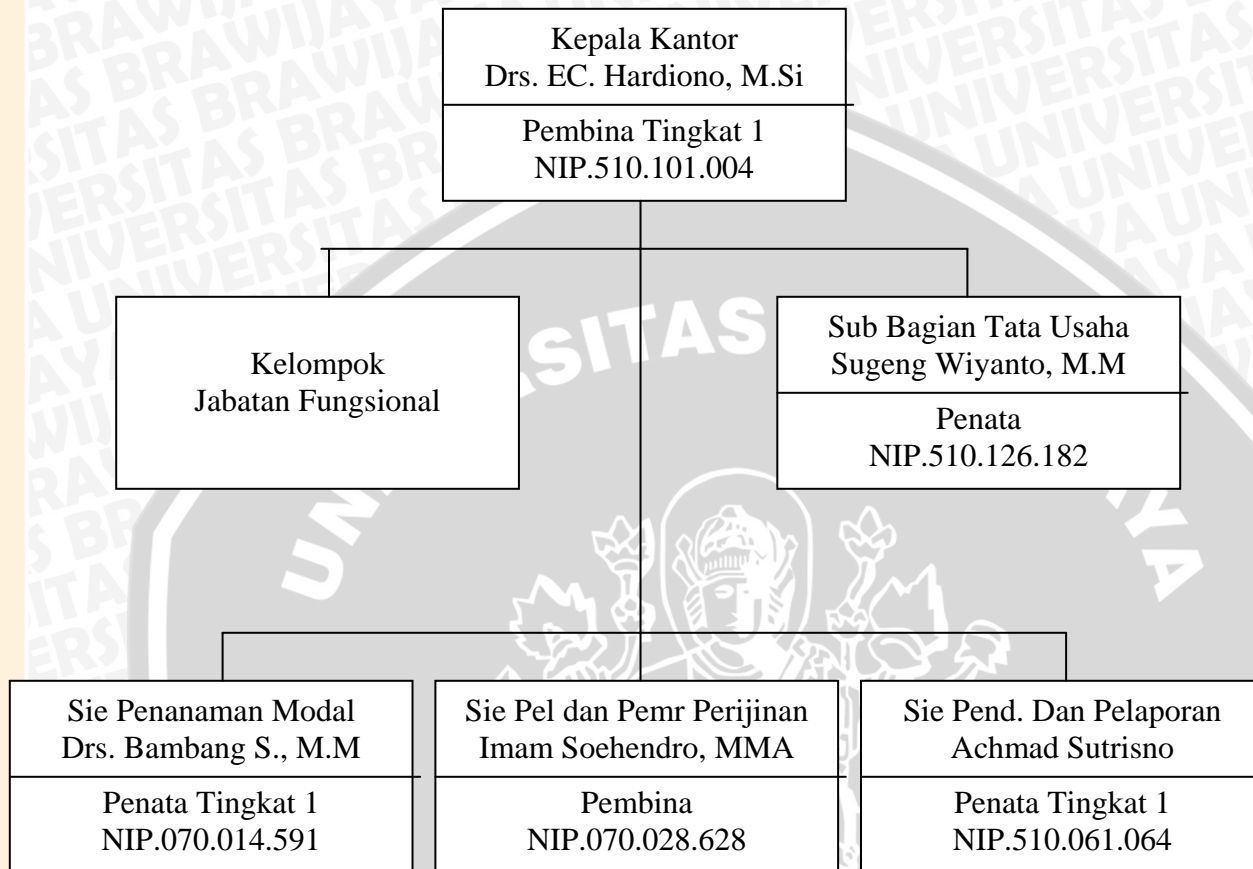 Kepala Kantor
Drs. EC. Hardiono, M.Si
Pembina Tingkat 1
NIP.510.101.004
Kelompok
Jabatan Fungsional
Sub Bagian Tata Usaha
Sugeng Wiyanto, M.M
Penata
NIP.510.126.182
Sie Penanaman Modal
Drs. Bambang S., M.M
Penata Tingkat 1
NIP.070.014.591
Sie Pel dan Pemr Perijinan
Imam Soehendro, MMA
Pembina
NIP.070.028.628
Sie Pend. Dan Pelaporan
Achmad Sutrisno
Penata Tingkat 1
NIP.510.061.064